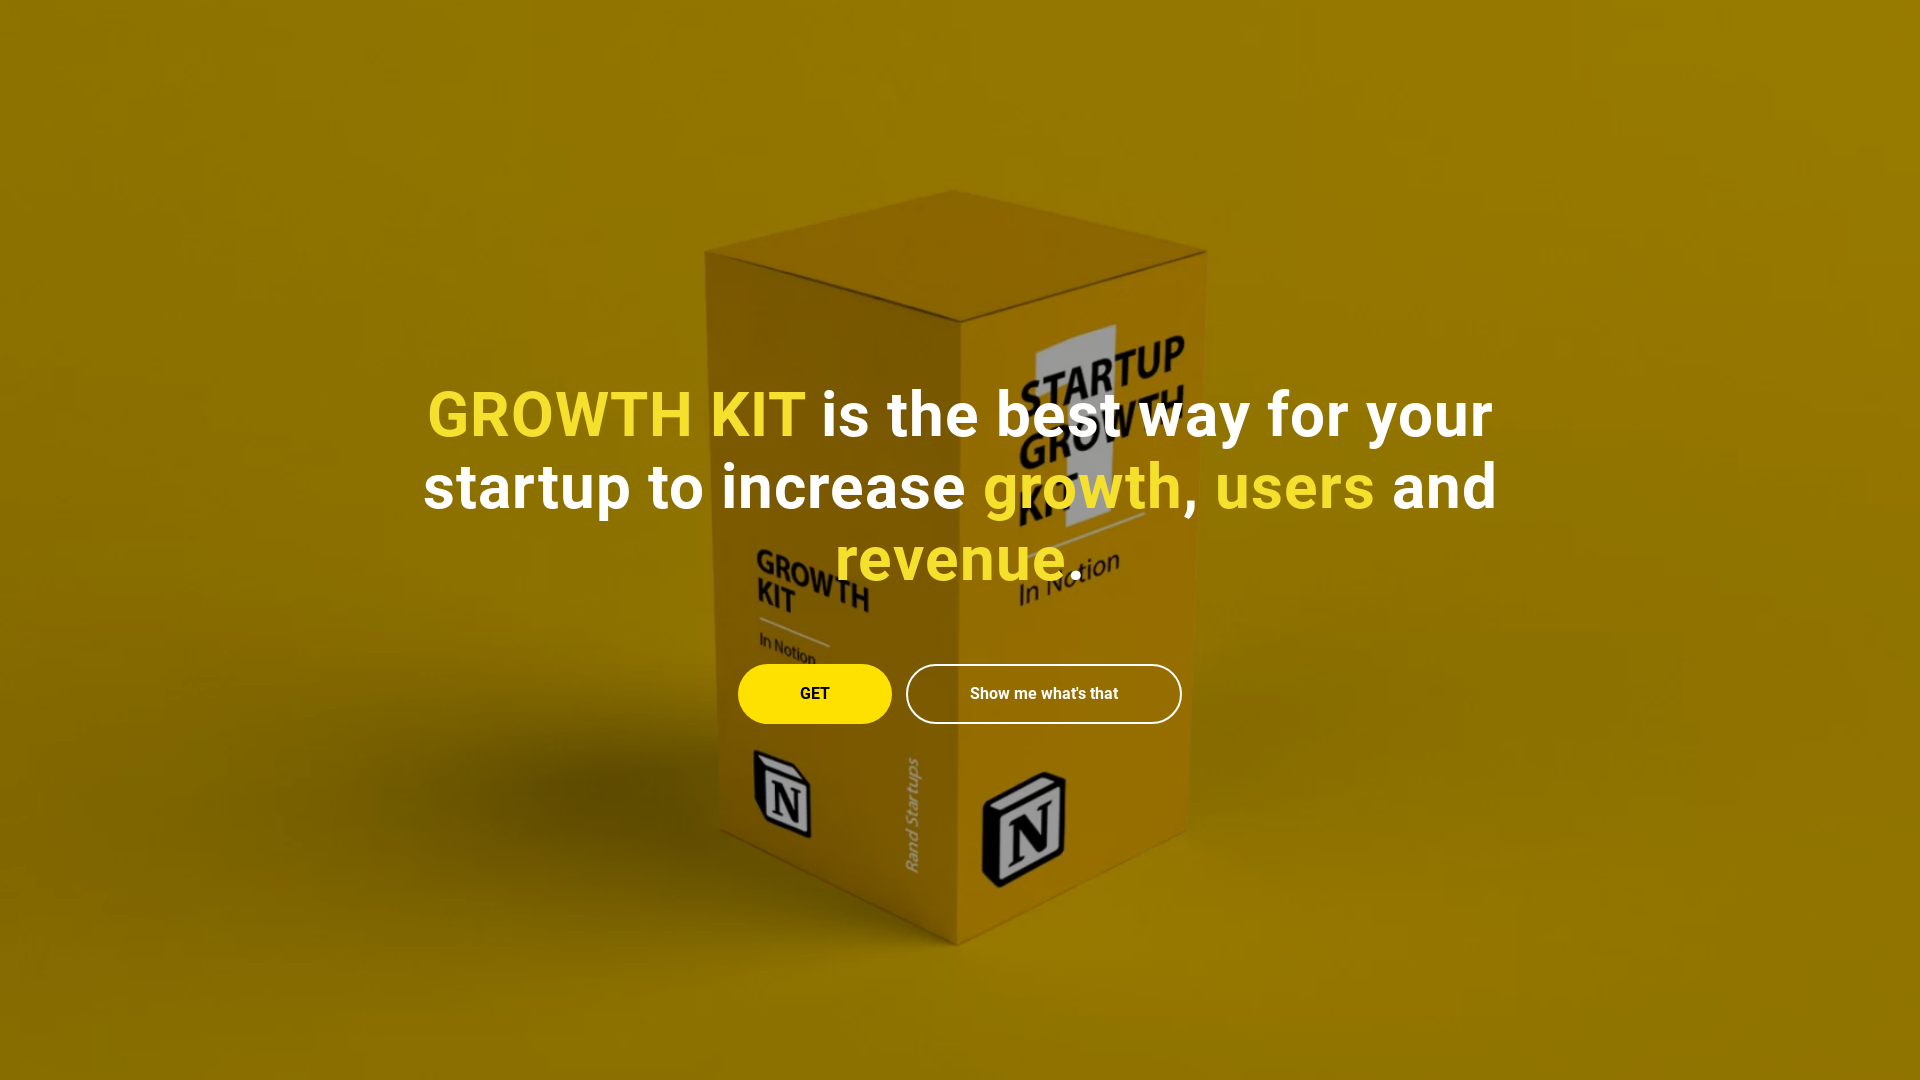 GROWTH KIT is the best way for your
startup to increase growth, users and
revenue.
GET
Show me what's that
STARTUP
GROWTH
KIT
In Notion
GROWTH
KIT
In Notion
Rand Startups
N
N